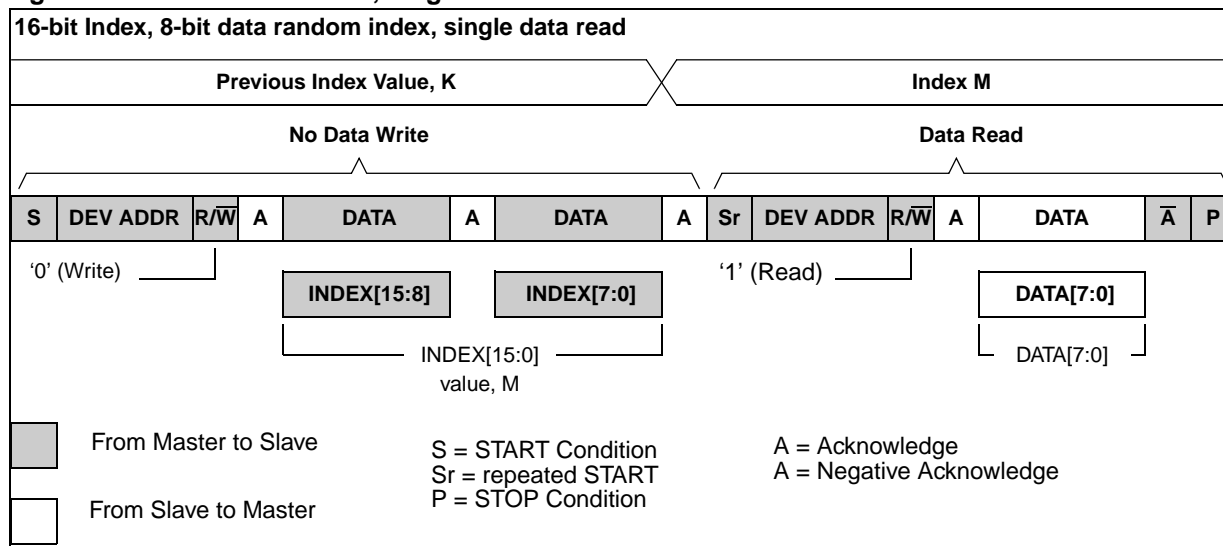 16-bit Index, 8-bit data random index, single data read
Previous Index Value, K
Index M
No Data Write
Data Read
S DEV ADDR R/W̅ A DATA A DATA A Sr DEV ADDR R/W̅ A DATA A̅ P
‘0’ (Write)
‘1’ (Read)
INDEX[15:8] INDEX[7:0] DATA[7:0]
INDEX[15:0]
value, M
DATA[7:0]
From Master to Slave
From Slave to Master
S = START Condition
Sr = repeated START
P = STOP Condition
A = Acknowledge
A = Negative Acknowledge